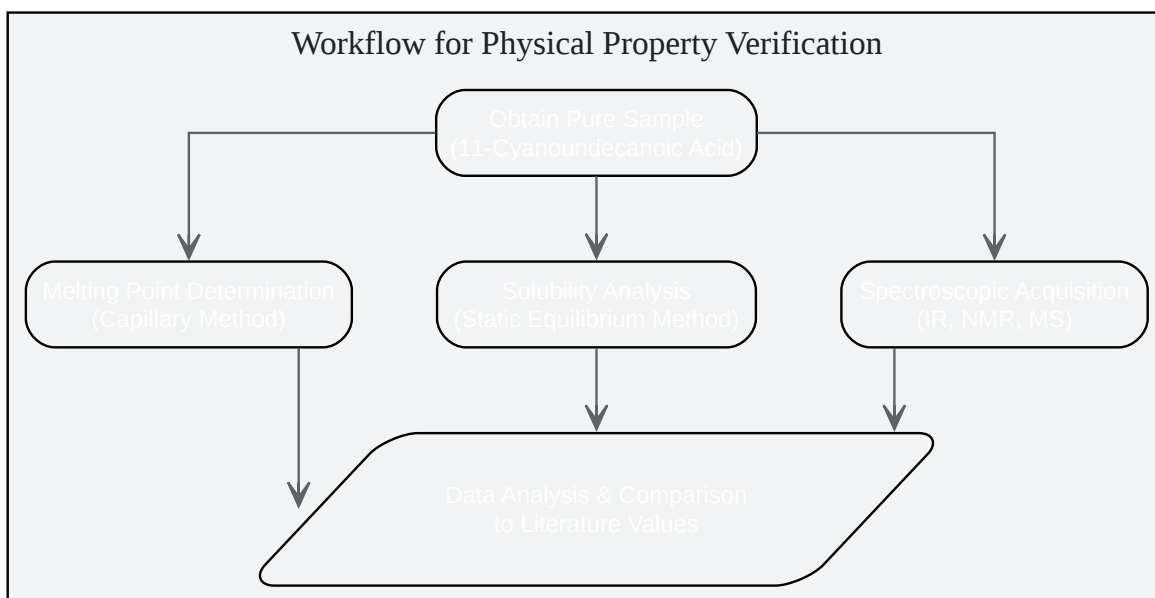 Workflow for Physical Property Verification
Obtain Pure Sample
(11-Cyanoundecanoic Acid)
Melting Point Determination
(Capillary Method)
Solubility Analysis
(Static Equilibrium Method)
Spectroscopic Acquisition
(IR, NMR, MS)
Data Analysis & Comparison
to Literature Values